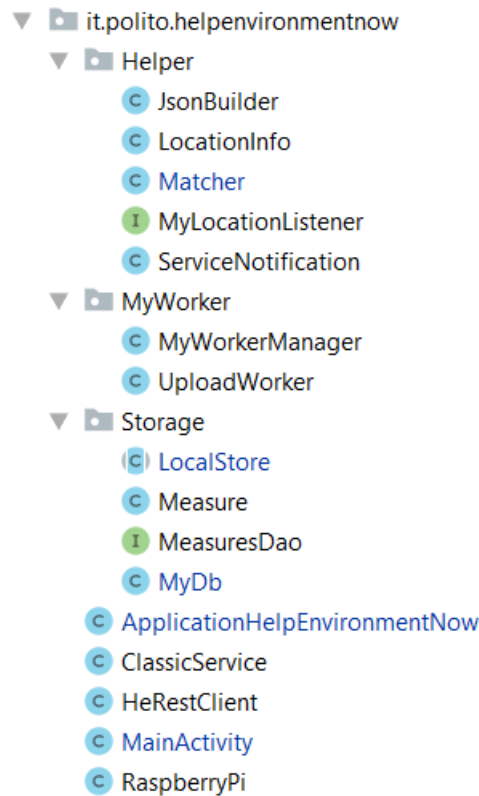 it.polito.helpenvironmentnow
Helper
C JsonBuilder
C LocationInfo
C Matcher
I MyLocationListener
C ServiceNotification
MyWorker
C MyWorkerManager
C UploadWorker
Storage
C LocalStore
C Measure
I MeasuresDao
C MyDb
C ApplicationHelpEnvironmentNow
C ClassicService
C HeRestClient
C MainActivity
C RaspberryPi